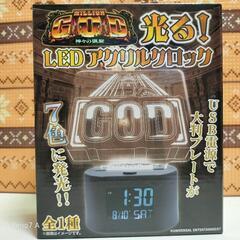 MILLION
GOD
神々の凱旋
光る!
LEDアクリルクロック
GOD
7色に発光!!
USB電源で
大判プレートが
1:30
8/10 SAT
全1種
©UNIVERSAL ENTERTAINMENT